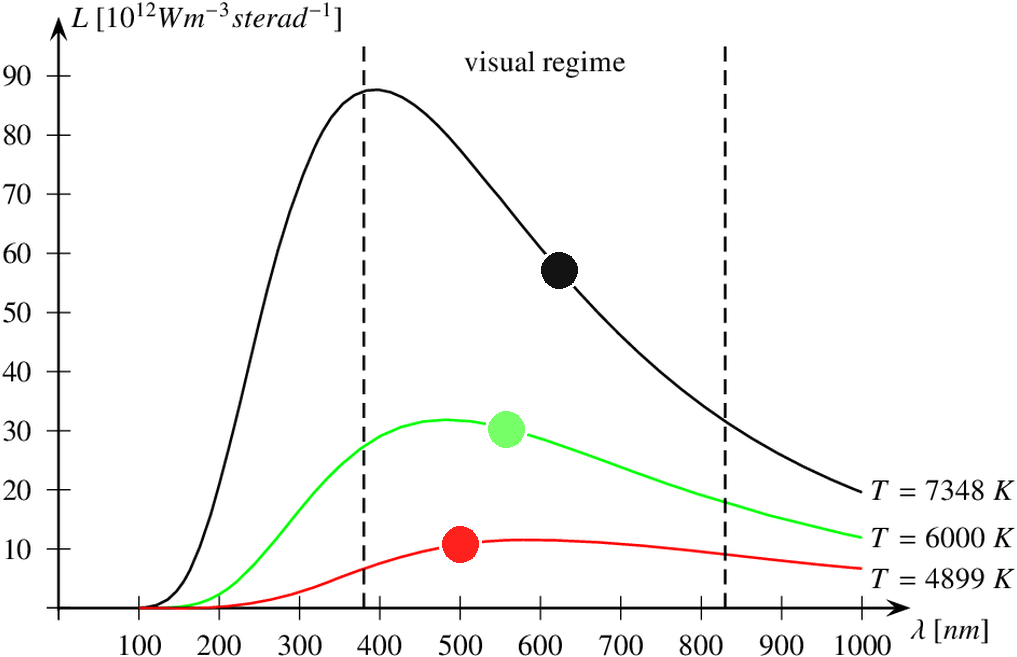 L [10¹²Wm⁻³sterad⁻¹]
visual regime
90
80
70
60
50
40
30
20
10
T = 7348 K
T = 6000 K
T = 4899 K
100 200 300 400 500 600 700 800 900 1000
λ [nm]